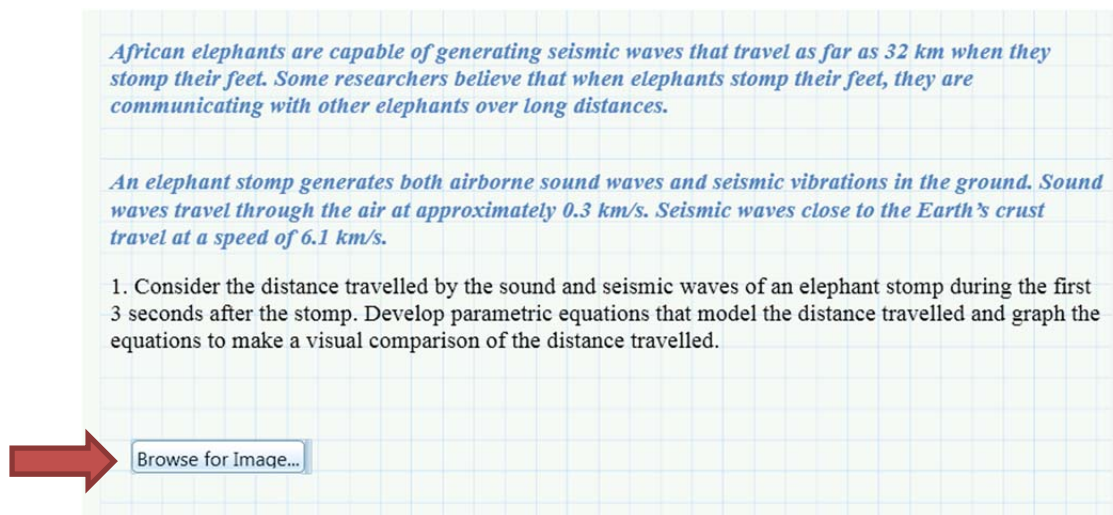 African elephants are capable of generating seismic waves that travel as far as 32 km when they
stomp their feet. Some researchers believe that when elephants stomp their feet, they are
communicating with other elephants over long distances.
An elephant stomp generates both airborne sound waves and seismic vibrations in the ground. Sound
waves travel through the air at approximately 0.3 km/s. Seismic waves close to the Earth's crust
travel at a speed of 6.1 km/s.
1. Consider the distance travelled by the sound and seismic waves of an elephant stomp during the first
3 seconds after the stomp. Develop parametric equations that model the distance travelled and graph the
equations to make a visual comparison of the distance travelled.
Browse for Image...